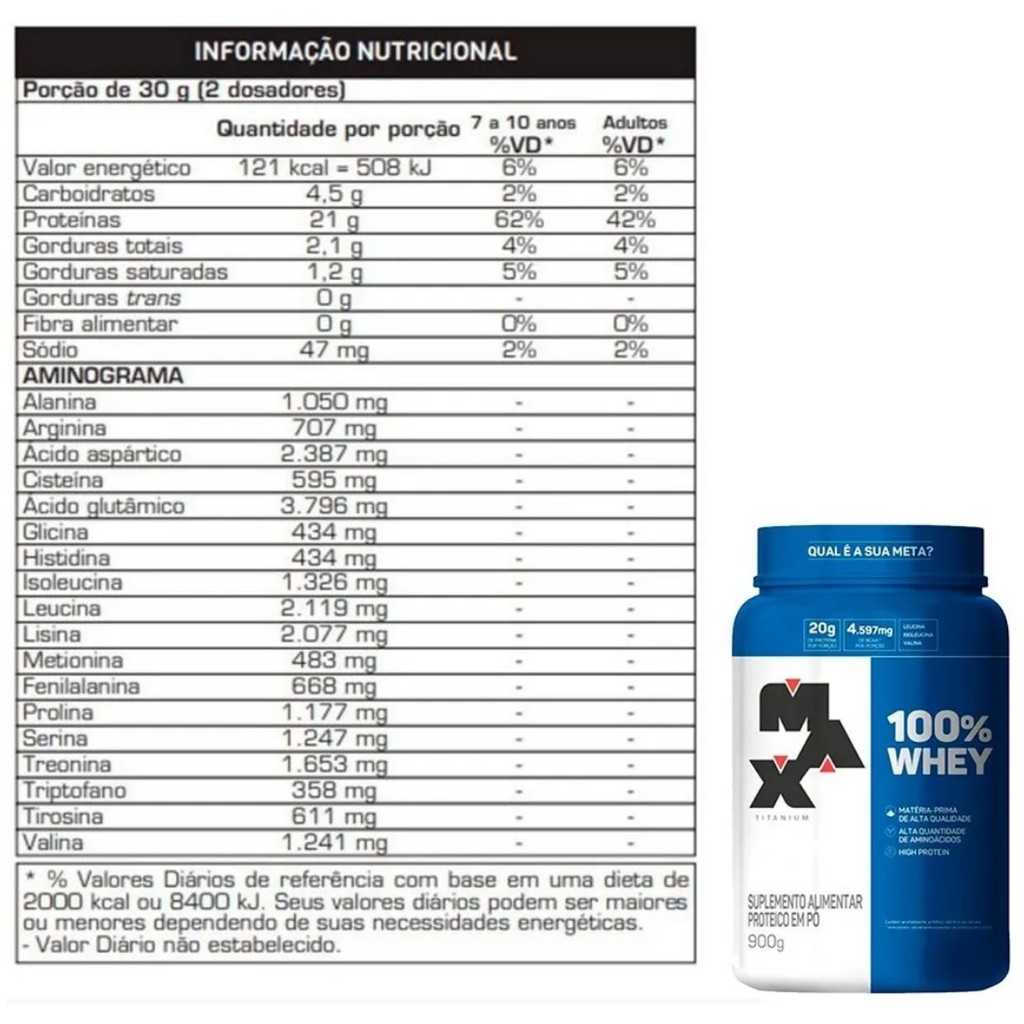 INFORMAÇÃO NUTRICIONAL
Porção de 30 g (2 dosadores)
Quantidade por porção 7 a 10 anos %VD* Adultos %VD*
Valor energético 121 kcal = 508 kJ 6% 6%
Carboidratos 4,5 g 2% 2%
Proteínas 21 g 62% 42%
Gorduras totais 2,1 g 4% 4%
Gorduras saturadas 1,2 g 5% 5%
Gorduras trans 0 g - -
Fibra alimentar 0 g 0% 0%
Sódio 47 mg 2% 2%
AMINOGRAMA
Alanina 1.050 mg - -
Arginina 707 mg - -
Ácido aspártico 2.387 mg - -
Cisteína 595 mg - -
Ácido glutâmico 3.796 mg - -
Glicina 434 mg - -
Histidina 434 mg - -
Isoleucina 1.326 mg - -
Leucina 2.119 mg - -
Lisina 2.077 mg - -
Metionina 483 mg - -
Fenilalanina 668 mg - -
Prolina 1.177 mg - -
Serina 1.247 mg - -
Treonina 1.653 mg - -
Triptofano 358 mg - -
Tirosina 611 mg - -
Valina 1.241 mg - -
* % Valores Diários de referência com base em uma dieta de
2000 kcal ou 8400 kJ. Seus valores diários podem ser maiores
ou menores dependendo de suas necessidades energéticas.
- Valor Diário não estabelecido.
QUAL É A SUA META?
20g
DE PROTEÍNA
POR PORÇÃO
4.597mg
DE BCAA
POR PORÇÃO
LEUCINA
ISOLEUCINA
VALINA
MAX
TITANIUM
100%
WHEY
MATÉRIA-PRIMA
DE ALTA QUALIDADE
ALTA QUANTIDADE
DE AMINOÁCIDOS
HIGH PROTEIN
SUPLEMENTO ALIMENTAR
PROTEICO EM PÓ
900g